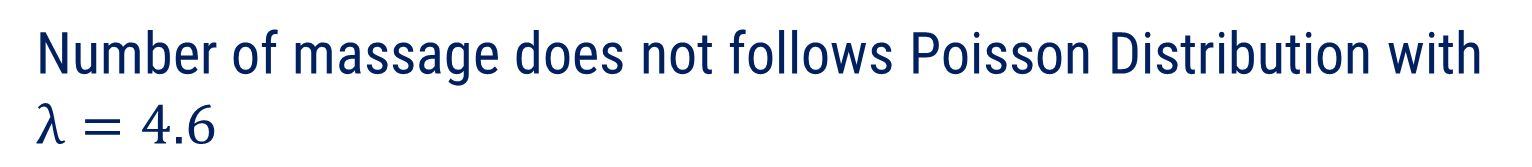 Number of massage does not follows Poisson Distribution with
λ = 4.6